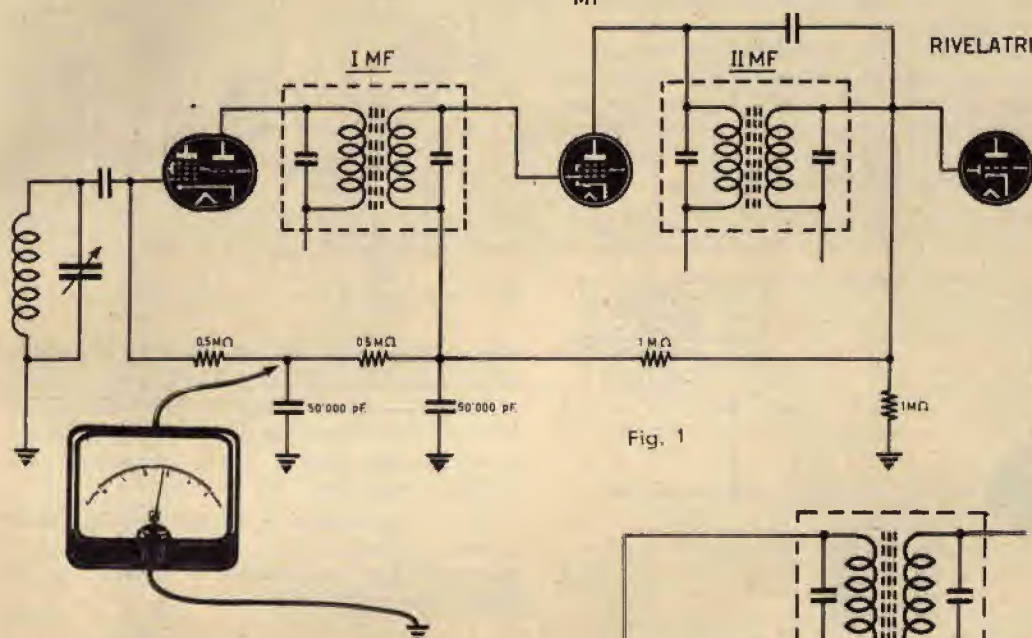 MF
RIVELATRI
I MF
II MF
0,5MΩ
0,5MΩ
1MΩ
50'000 pF.
50'000 pF.
1MΩ
Fig. 1